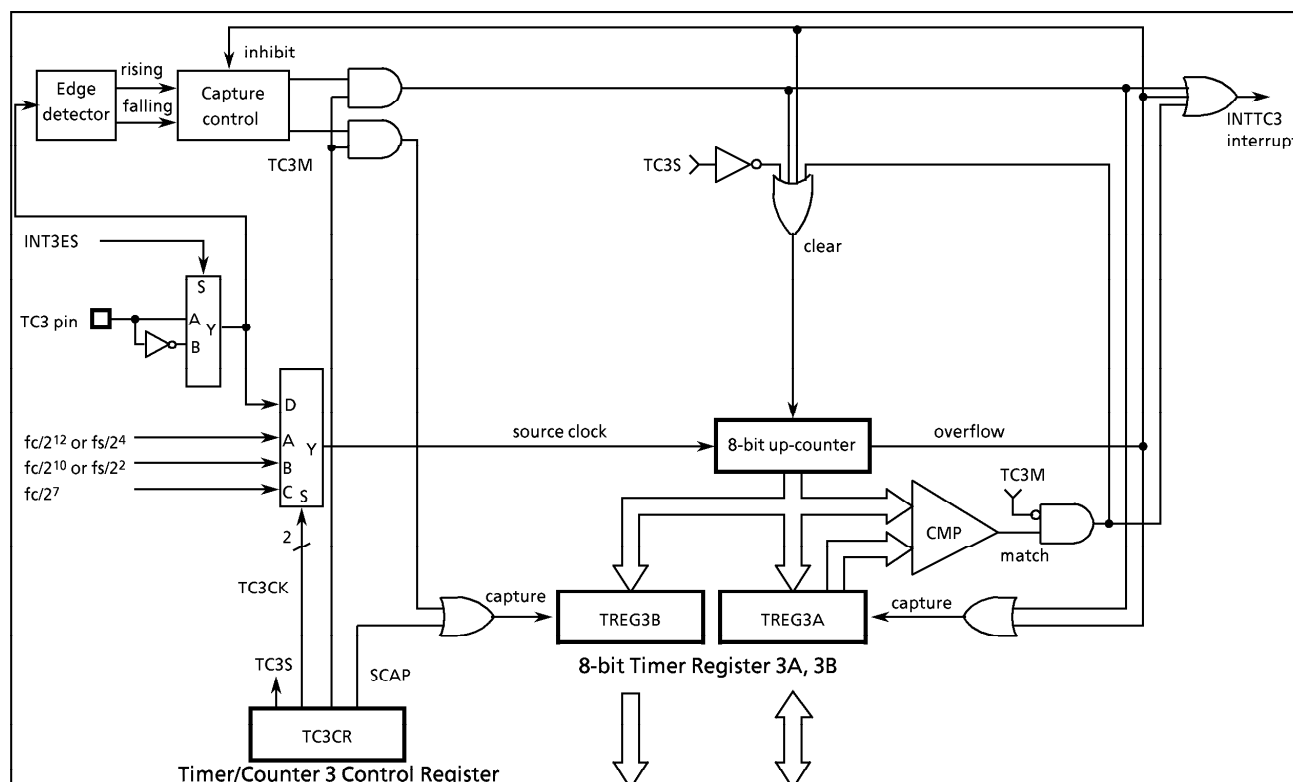 inhibit
rising
Edge
detector
falling
Capture
control
TC3M
TC3S
INTTC3
interrupt
clear
INT3ES
S
TC3 pin
A
Y
B
D
fc/2¹² or fs/2⁴
A
Y
source clock
8-bit up-counter
overflow
fc/2¹⁰ or fs/2²
B
fc/2⁷
C
S
TC3M
CMP
match
2
TC3CK
capture
TREG3B
TREG3A
capture
TC3S
SCAP
8-bit Timer Register 3A, 3B
TC3CR
Timer/Counter 3 Control Register